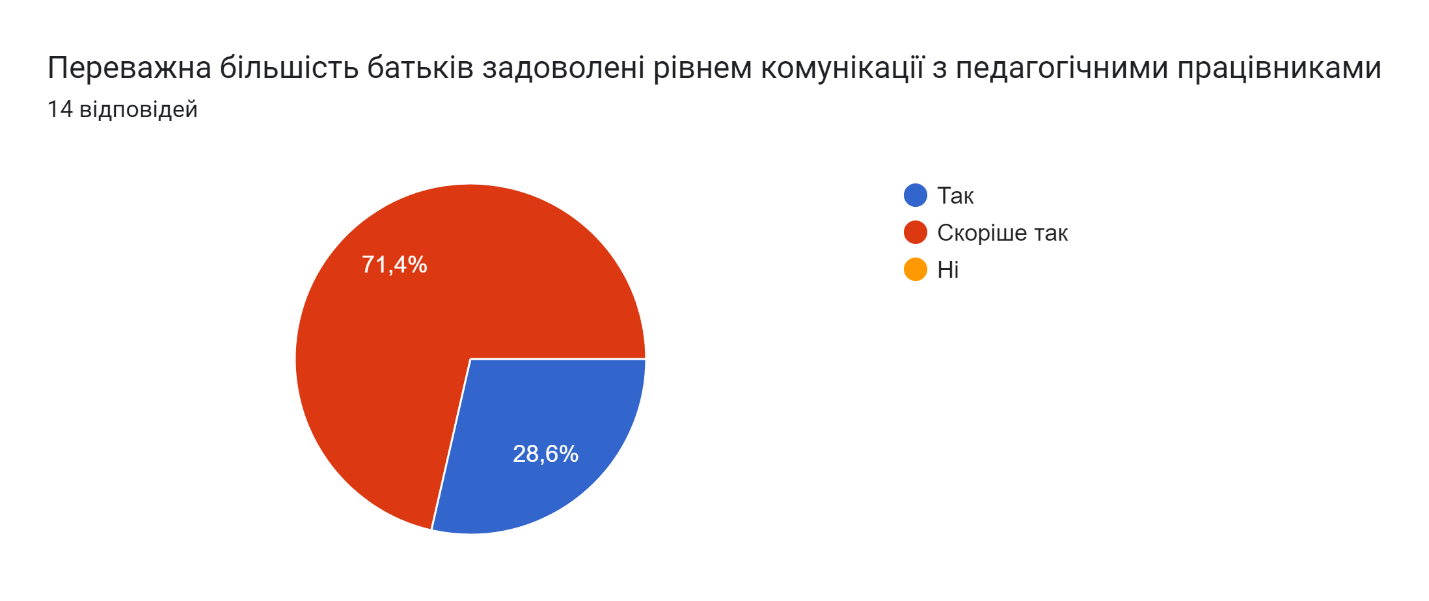 Переважна більшість батьків задоволені рівнем комунікації з педагогічними працівниками
14 відповідей
71,4%
28,6%
Так
Скоріше так
Ні